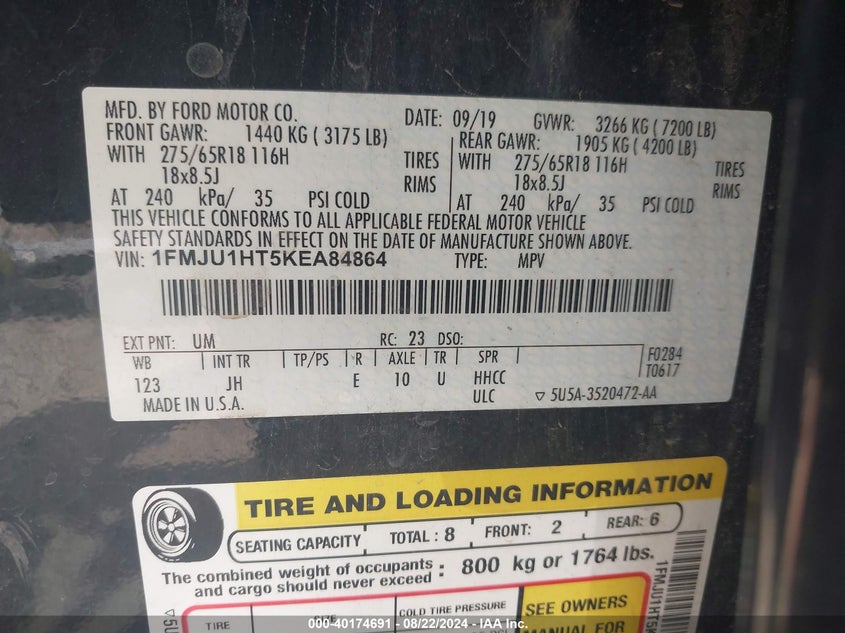 MFD. BY FORD MOTOR CO. DATE: 09/19 GVWR: 3266 KG ( 7200 LB)
FRONT GAWR: 1440 KG ( 3175 LB) REAR GAWR: 1905 KG ( 4200 LB)
WITH 275/65R18 116H TIRES WITH 275/65R18 116H TIRES
18x8.5J RIMS 18x8.5J RIMS
AT 240 kPa/ 35 PSI COLD AT 240 kPa/ 35 PSI COLD
THIS VEHICLE CONFORMS TO ALL APPLICABLE FEDERAL MOTOR VEHICLE
SAFETY STANDARDS IN EFFECT ON THE DATE OF MANUFACTURE SHOWN ABOVE.
VIN: 1FMJU1HT5KEA84864 TYPE: MPV
EXT PNT: UM RC: 23 DSO:
WB INT TR TP/PS R AXLE TR SPR F0284
123 JH E 10 U HHCC T0617
MADE IN U.S.A. ULC ▽ 5U5A-3520472-AA
TIRE AND LOADING INFORMATION
SEATING CAPACITY TOTAL : 8 FRONT: 2 REAR: 6
The combined weight of occupants
and cargo should never exceed : 800 kg or 1764 lbs.
TIRE COLD TIRE PRESSURE SEE OWNERS
MANUAL FOR
1FMJU1HT5
▽5U
000-40174691 - 08/22/2024 - IAA Inc.